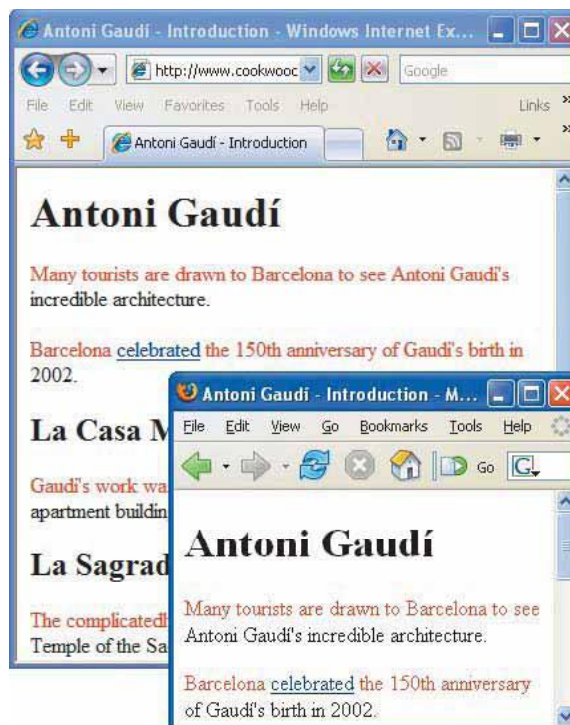 Antoni Gaudí - Introduction - Windows Internet Ex...
http://www.cookwooc
Google
File Edit View Favorites Tools Help
Links »
Antoni Gaudí - Introduction
»
Antoni Gaudí
Many tourists are drawn to Barcelona to see Antoni Gaudí's
incredible architecture.
Barcelona celebrated the 150th anniversary of Gaudí's birth in
2002.
La Casa M
Gaudí's work wa
apartment buildin
La Sagrad
The complicatedl
Temple of the Sa
Antoni Gaudí - Introduction - M...
File Edit View Go Bookmarks Tools Help
Go
G
Antoni Gaudí
Many tourists are drawn to Barcelona to see
Antoni Gaudí's incredible architecture.
Barcelona celebrated the 150th anniversary
of Gaudí's birth in 2002.